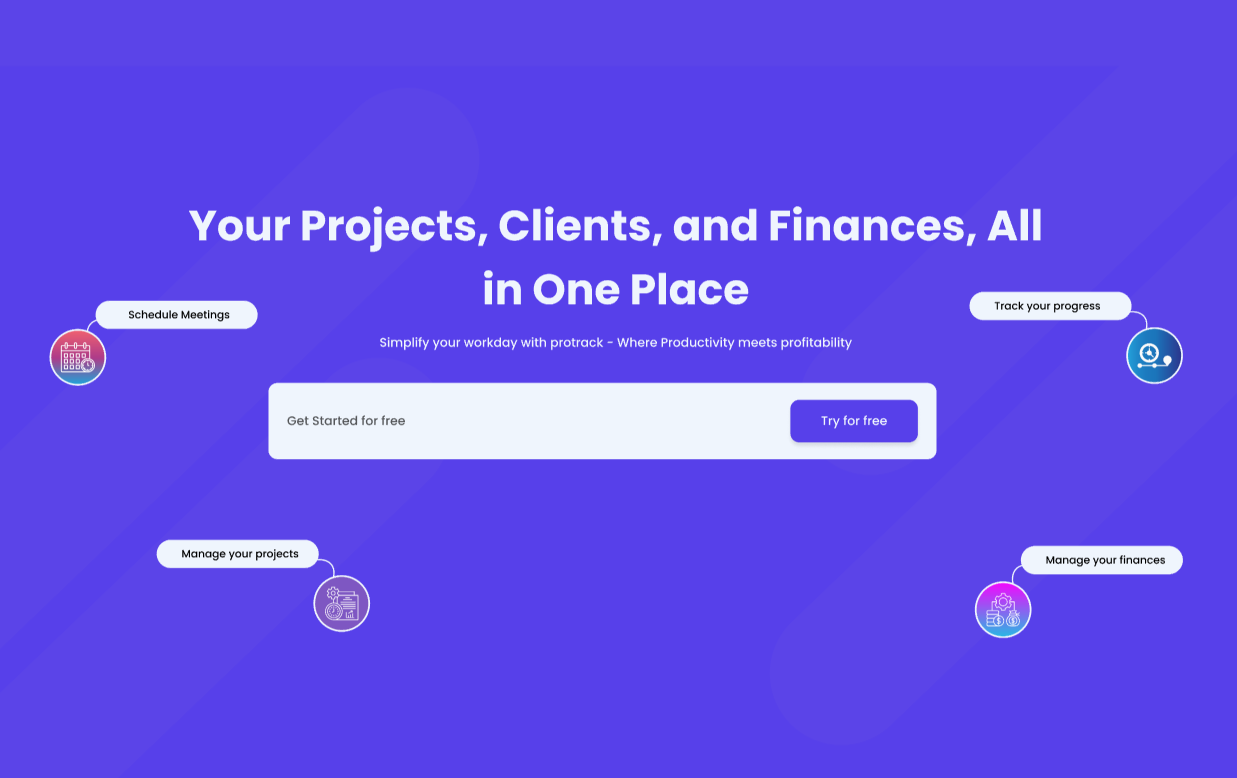 Your Projects, Clients, and Finances, All
in One Place
Schedule Meetings
Track your progress
Simplify your workday with protrack - Where Productivity meets profitability
Get Started for free
Try for free
Manage your projects
Manage your finances